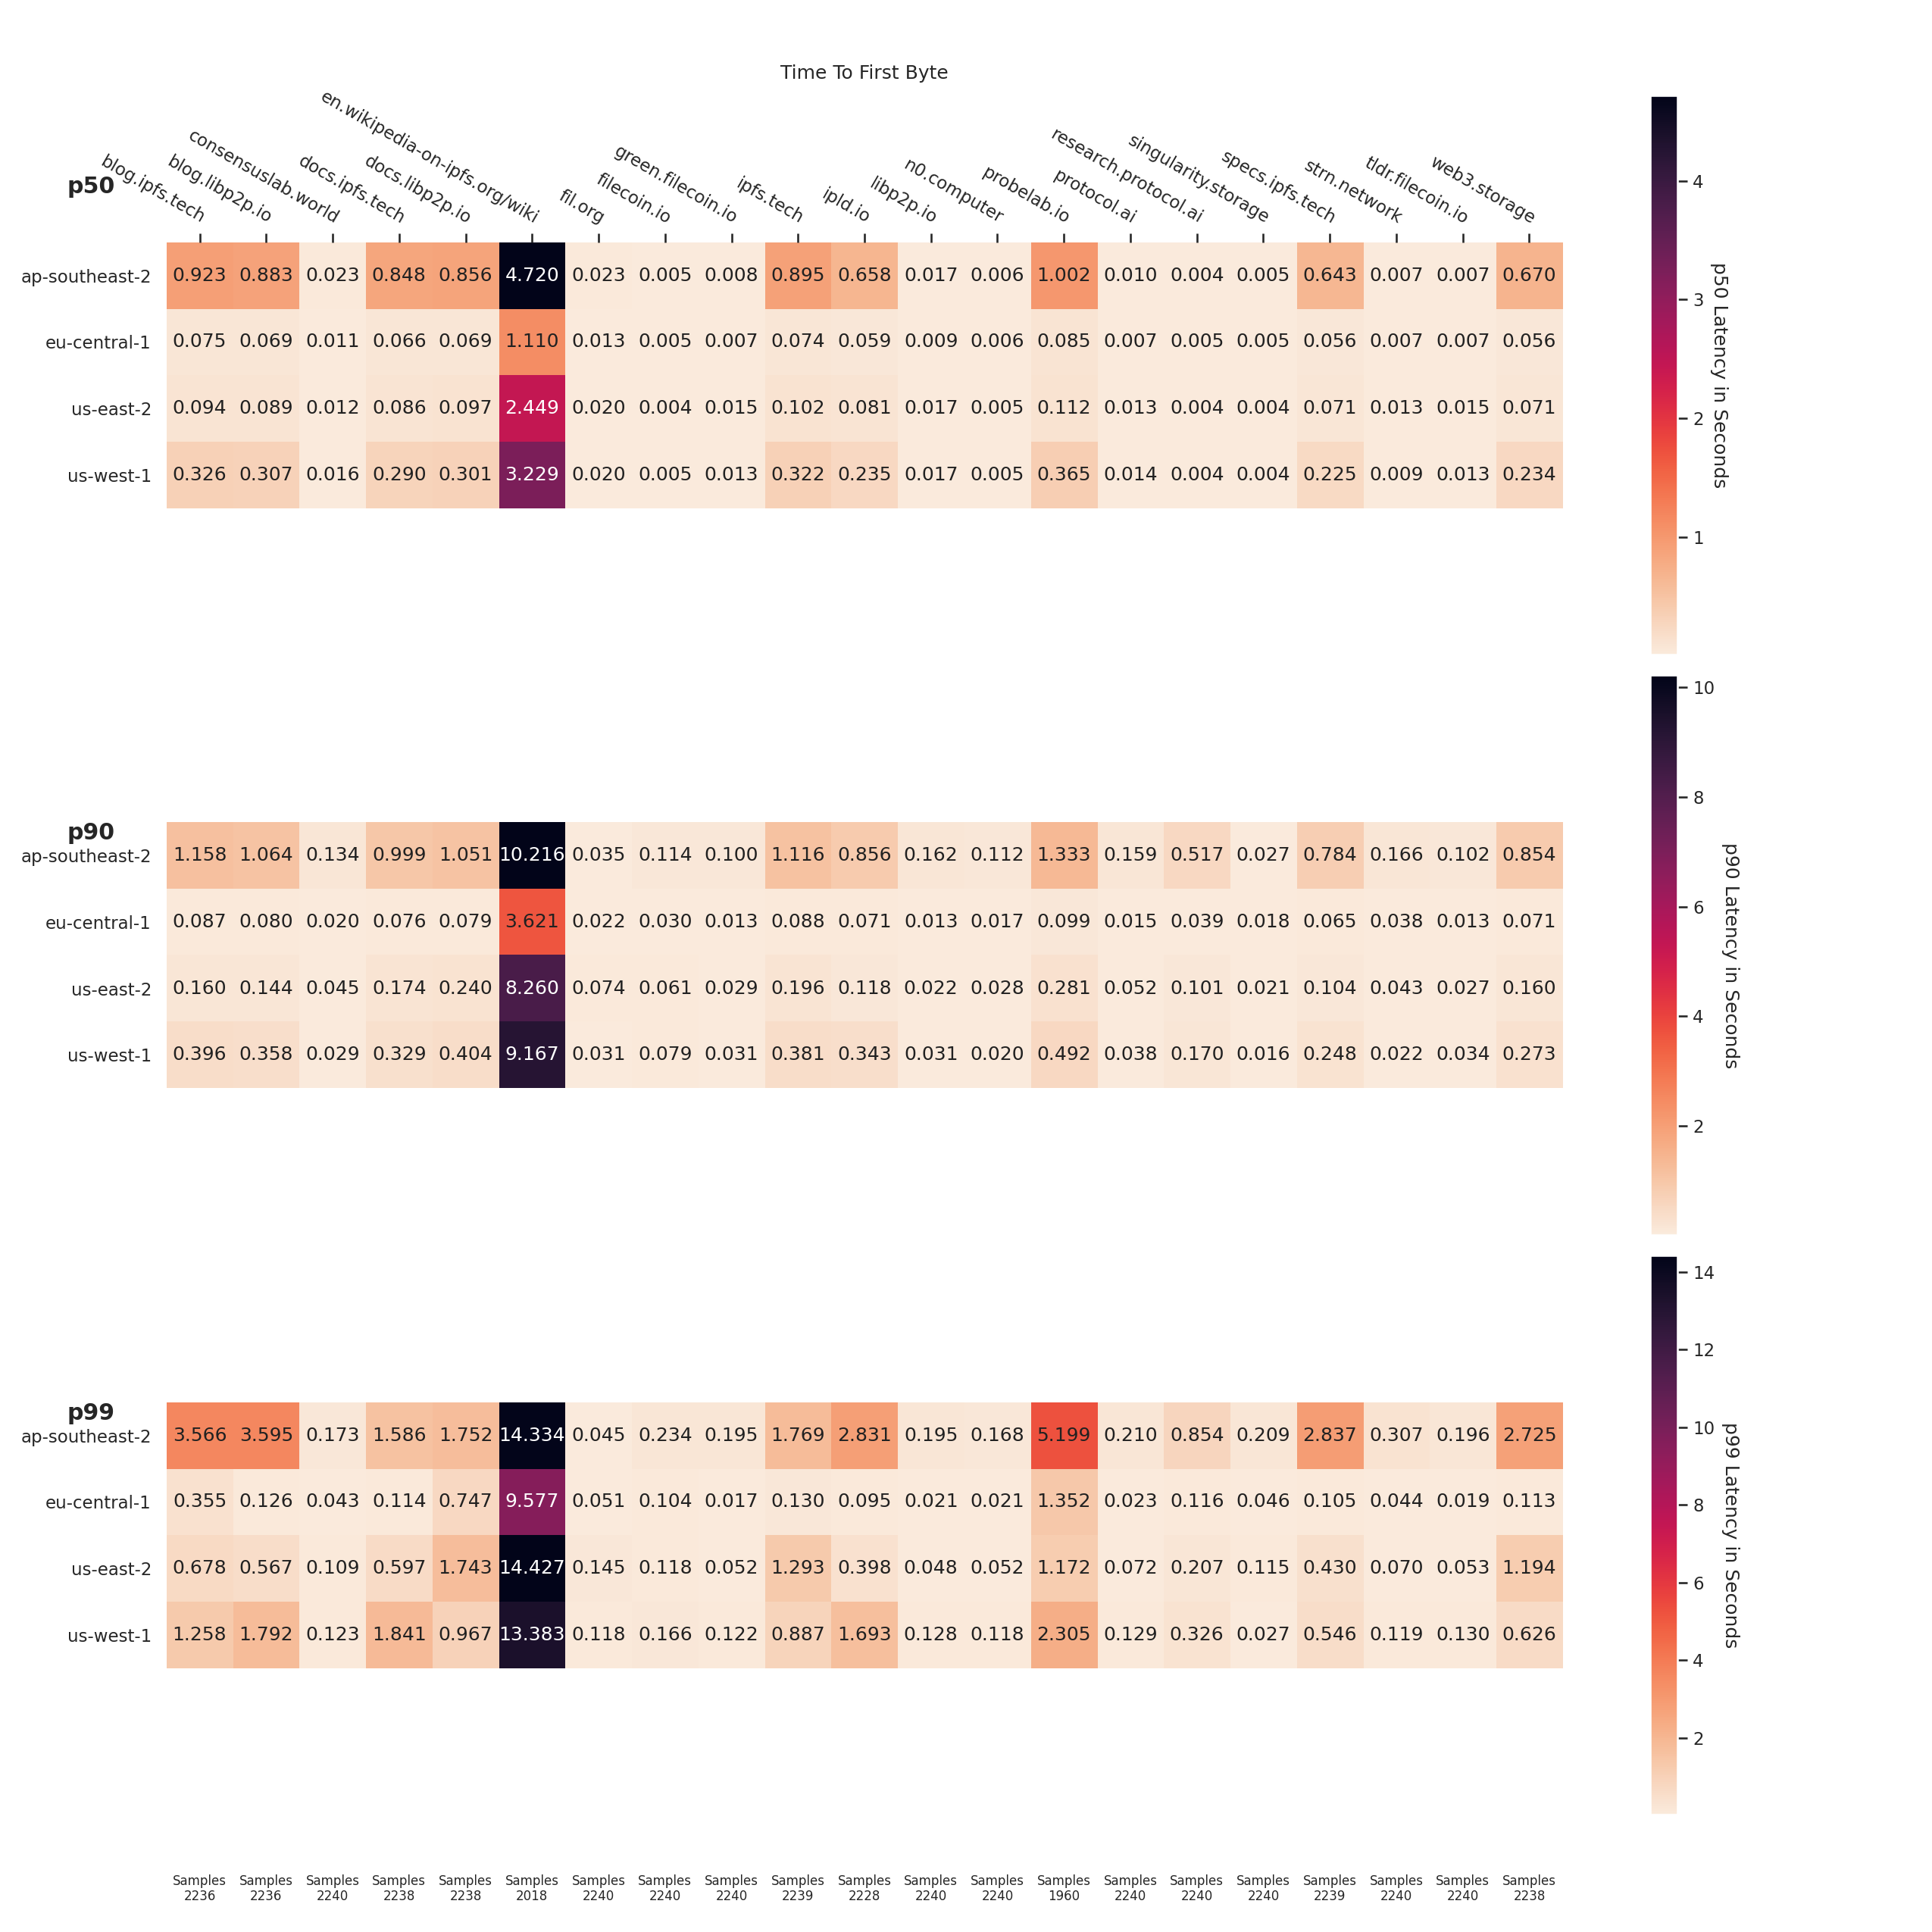 Time To First Byte
p50
blog.ipfs.tech
blog.libp2p.io
consensuslab.world
docs.ipfs.tech
docs.libp2p.io
en.wikipedia-on-ipfs.org/wiki
fil.org
filecoin.io
green.filecoin.io
ipfs.tech
ipld.io
libp2p.io
n0.computer
probelab.io
protocol.ai
research.protocol.ai
singularity.storage
specs.ipfs.tech
strn.network
tldr.filecoin.io
web3.storage
ap-southeast-2 0.923 0.883 0.023 0.848 0.856 4.720 0.023 0.005 0.008 0.895 0.658 0.017 0.006 1.002 0.010 0.004 0.005 0.643 0.007 0.007 0.670
eu-central-1 0.075 0.069 0.011 0.066 0.069 1.110 0.013 0.005 0.007 0.074 0.059 0.009 0.006 0.085 0.007 0.005 0.005 0.056 0.007 0.007 0.056
us-east-2 0.094 0.089 0.012 0.086 0.097 2.449 0.020 0.004 0.015 0.102 0.081 0.017 0.005 0.112 0.013 0.004 0.004 0.071 0.013 0.015 0.071
us-west-1 0.326 0.307 0.016 0.290 0.301 3.229 0.020 0.005 0.013 0.322 0.235 0.017 0.005 0.365 0.014 0.004 0.004 0.225 0.009 0.013 0.234
4
3
2
1
p50 Latency in Seconds
p90
ap-southeast-2 1.158 1.064 0.134 0.999 1.051 10.216 0.035 0.114 0.100 1.116 0.856 0.162 0.112 1.333 0.159 0.517 0.027 0.784 0.166 0.102 0.854
eu-central-1 0.087 0.080 0.020 0.076 0.079 3.621 0.022 0.030 0.013 0.088 0.071 0.013 0.017 0.099 0.015 0.039 0.018 0.065 0.038 0.013 0.071
us-east-2 0.160 0.144 0.045 0.174 0.240 8.260 0.074 0.061 0.029 0.196 0.118 0.022 0.028 0.281 0.052 0.101 0.021 0.104 0.043 0.027 0.160
us-west-1 0.396 0.358 0.029 0.329 0.404 9.167 0.031 0.079 0.031 0.381 0.343 0.031 0.020 0.492 0.038 0.170 0.016 0.248 0.022 0.034 0.273
10
8
6
4
2
p90 Latency in Seconds
p99
ap-southeast-2 3.566 3.595 0.173 1.586 1.752 14.334 0.045 0.234 0.195 1.769 2.831 0.195 0.168 5.199 0.210 0.854 0.209 2.837 0.307 0.196 2.725
eu-central-1 0.355 0.126 0.043 0.114 0.747 9.577 0.051 0.104 0.017 0.130 0.095 0.021 0.021 1.352 0.023 0.116 0.046 0.105 0.044 0.019 0.113
us-east-2 0.678 0.567 0.109 0.597 1.743 14.427 0.145 0.118 0.052 1.293 0.398 0.048 0.052 1.172 0.072 0.207 0.115 0.430 0.070 0.053 1.194
us-west-1 1.258 1.792 0.123 1.841 0.967 13.383 0.118 0.166 0.122 0.887 1.693 0.128 0.118 2.305 0.129 0.326 0.027 0.546 0.119 0.130 0.626
14
12
10
8
6
4
2
p99 Latency in Seconds
Samples Samples Samples Samples Samples Samples Samples Samples Samples Samples Samples Samples Samples Samples Samples Samples Samples Samples Samples Samples Samples
2236 2236 2240 2238 2238 2018 2240 2240 2240 2239 2228 2240 2240 1960 2240 2240 2240 2239 2240 2240 2238